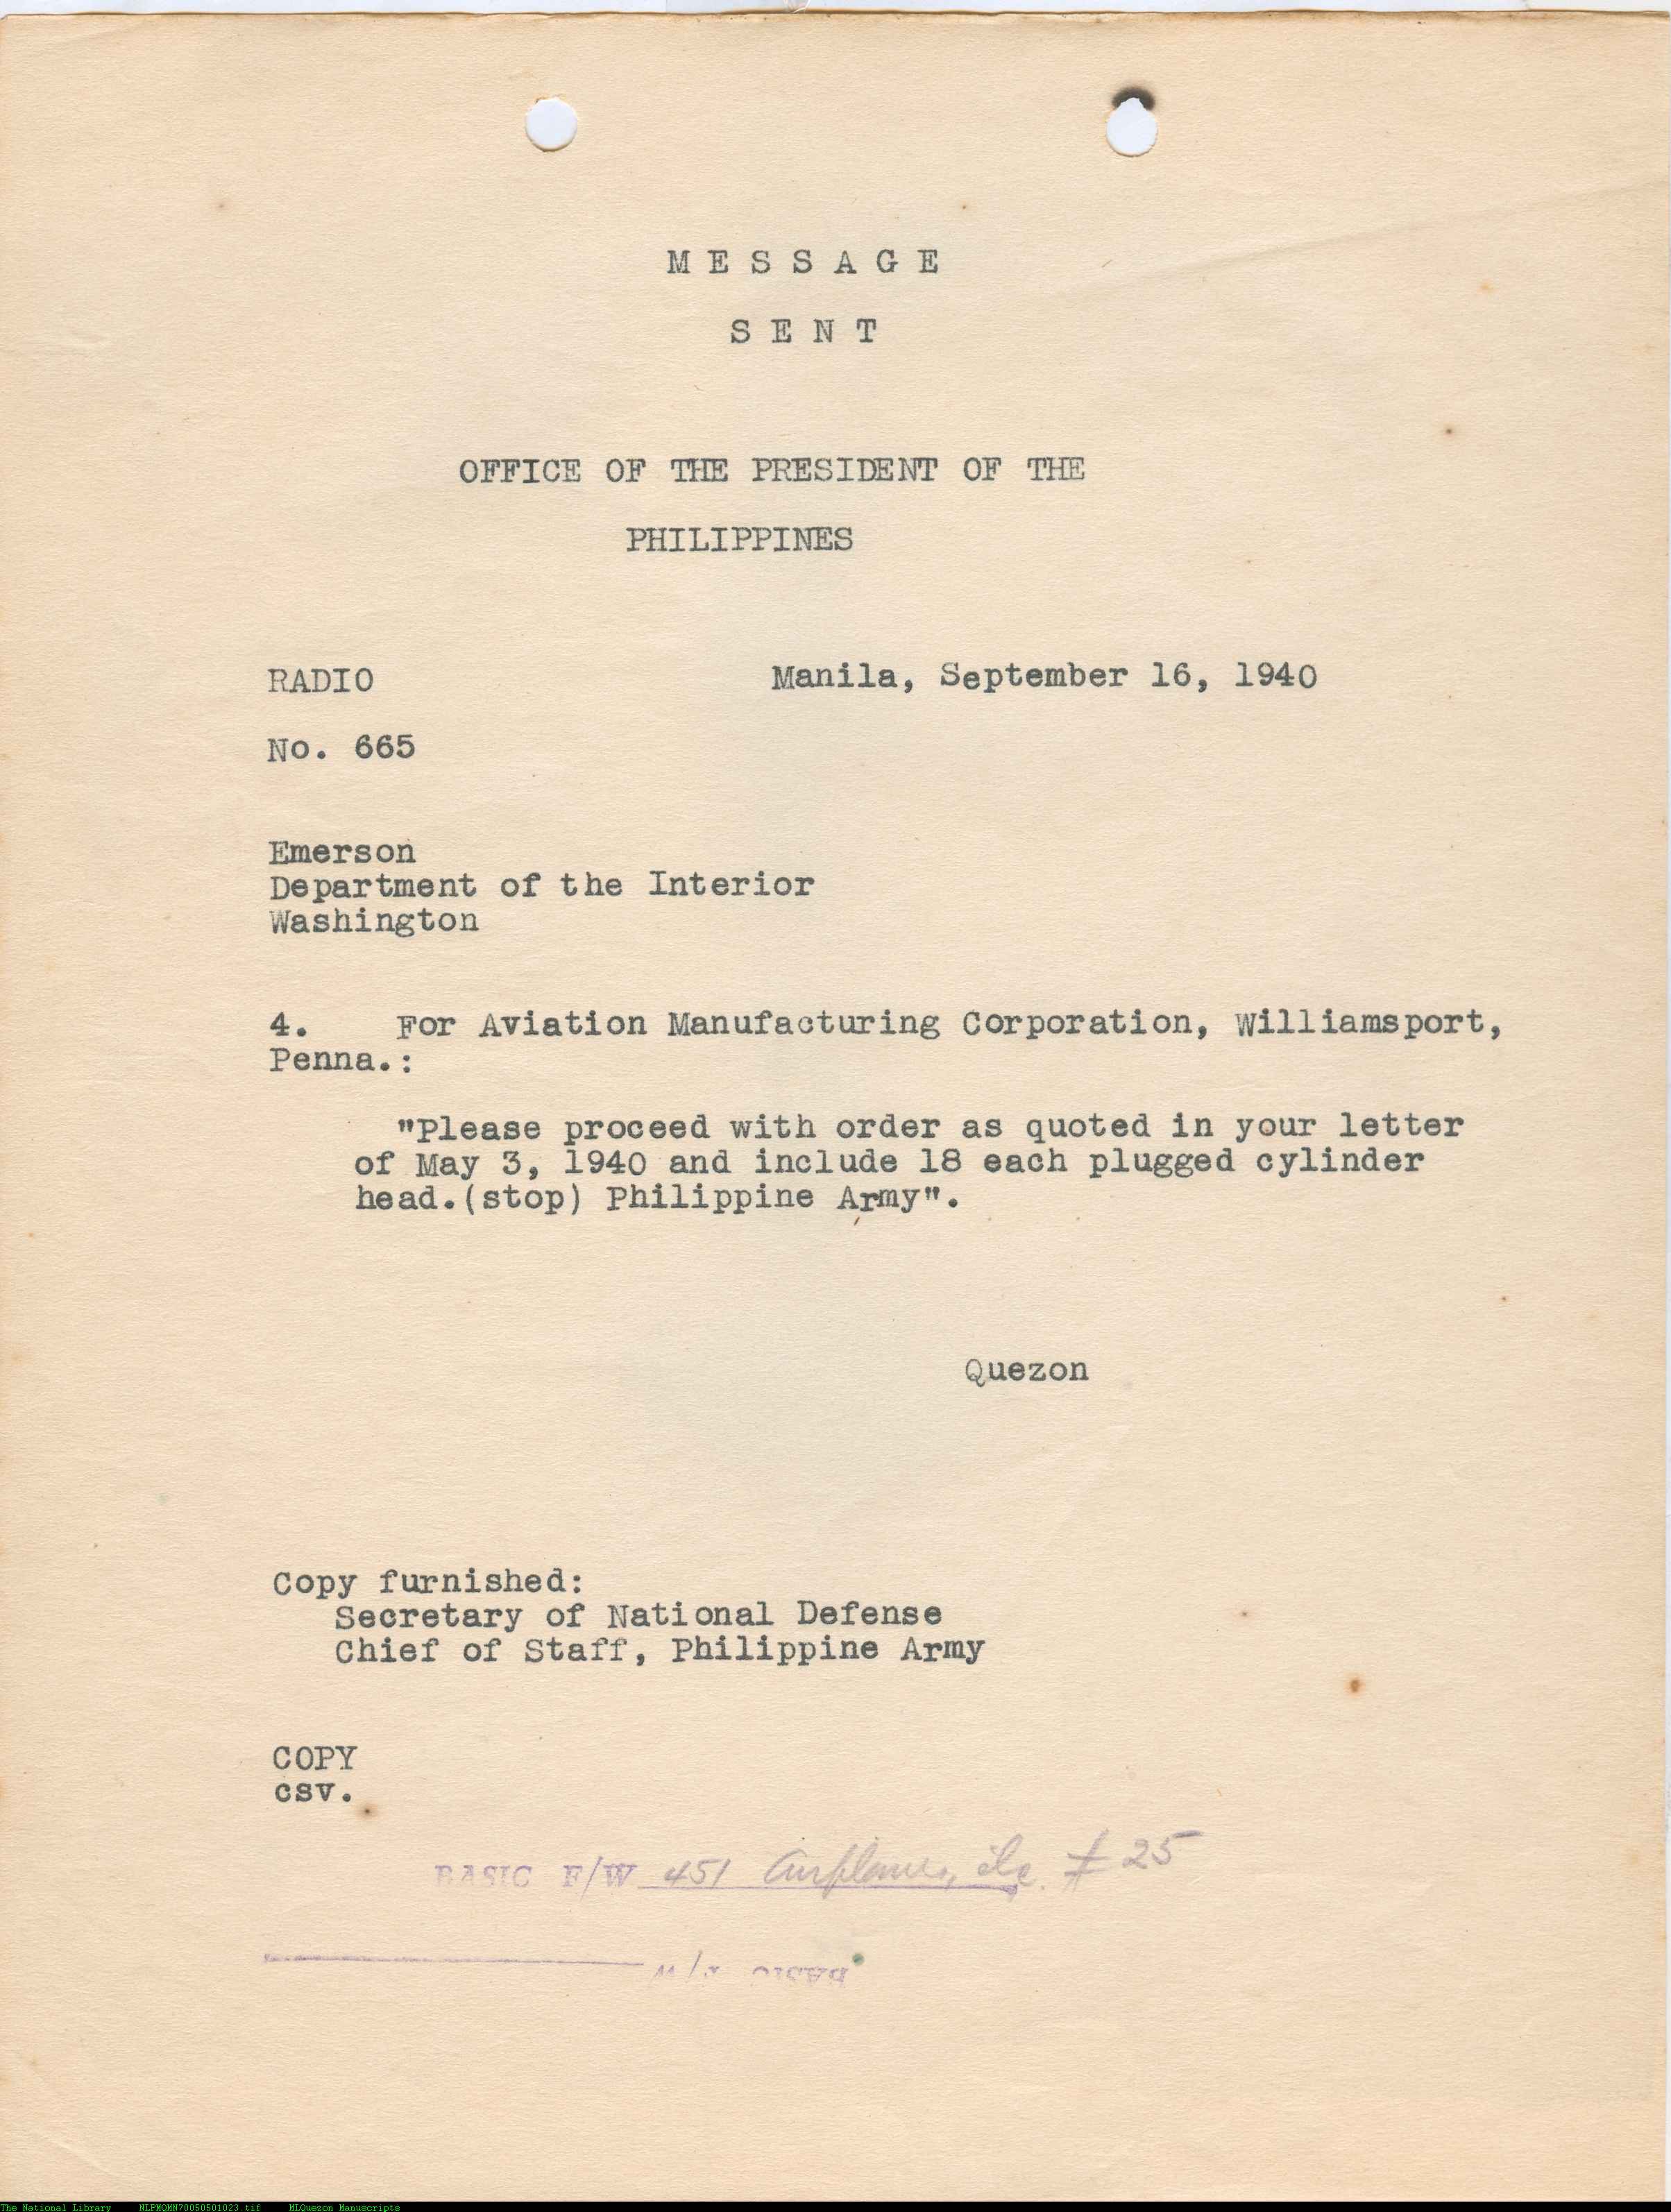 M E S S A G E
S E N T
OFFICE OF THE PRESIDENT OF THE
PHILIPPINES
RADIO Manila, September 16, 1940
No. 665
Emerson
Department of the Interior
Washington
4. For Aviation Manufacturing Corporation, Williamsport,
Penna.:
"Please proceed with order as quoted in your letter
of May 3, 1940 and include 18 each plugged cylinder
head.(stop) Philippine Army".
Quezon
Copy furnished:
Secretary of National Defense
Chief of Staff, Philippine Army
COPY
csv.
BASIC F/W 451 Airplanes, etc. # 25
BASIC F/W
The National Library NLPMQMN70050501023.tif MLQuezon Manuscripts